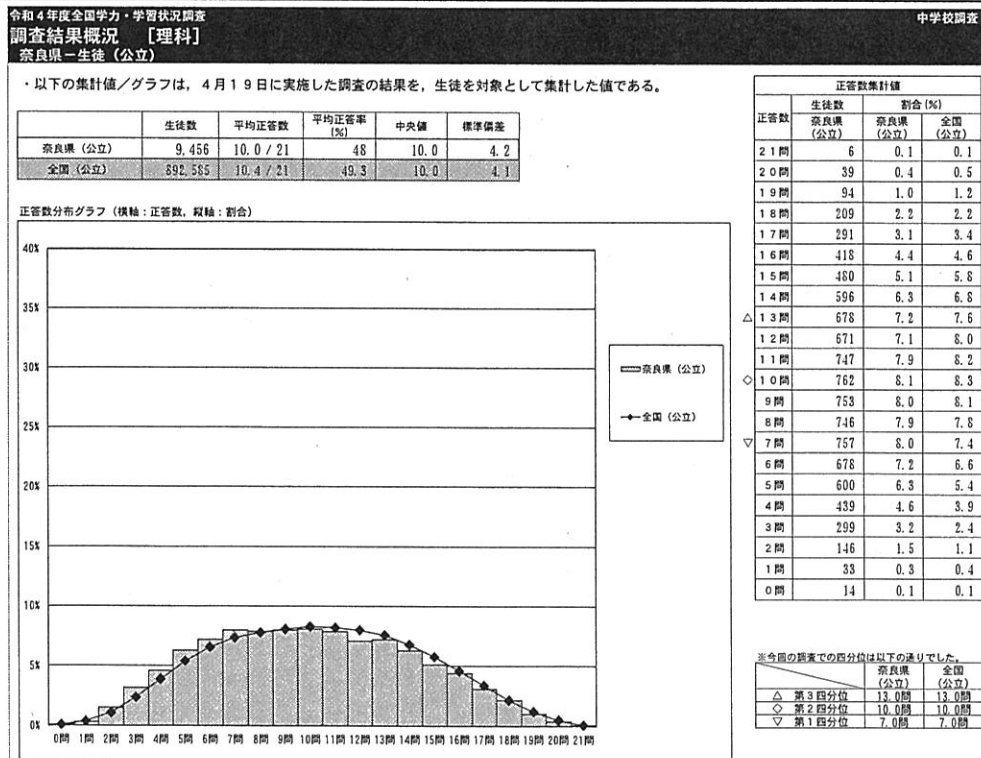 令和4年度全国学力・学習状況調査
中学校調査
調査結果概況 [理科]
奈良県－生徒（公立）
・以下の集計値／グラフは，4月19日に実施した調査の結果を，生徒を対象として集計した値である。
生徒数 平均正答数 平均正答率(%) 中央値 標準偏差
奈良県（公立） 9,456 10.0 / 21 48 10.0 4.2
全国（公立） 892,585 10.4 / 21 49.3 10.0 4.1
正答数分布グラフ（横軸：正答数，縦軸：割合）
40%
35%
30%
25%
20%
15%
10%
5%
0%
0問 1問 2問 3問 4問 5問 6問 7問 8問 9問 10問 11問 12問 13問 14問 15問 16問 17問 18問 19問 20問 21問
奈良県（公立）
全国（公立）
正答数集計値
正答数 生徒数 割合(%)
奈良県（公立） 奈良県（公立） 全国（公立）
21問 6 0.1 0.1
20問 39 0.4 0.5
19問 94 1.0 1.2
18問 209 2.2 2.2
17問 291 3.1 3.4
16問 418 4.4 4.6
15問 480 5.1 5.8
14問 596 6.3 6.8
△ 13問 678 7.2 7.6
12問 671 7.1 8.0
11問 747 7.9 8.2
◇ 10問 762 8.1 8.3
9問 753 8.0 8.1
8問 746 7.9 7.8
▽ 7問 757 8.0 7.4
6問 678 7.2 6.6
5問 600 6.3 5.4
4問 439 4.6 3.9
3問 299 3.2 2.4
2問 146 1.5 1.1
1問 33 0.3 0.4
0問 14 0.1 0.1
※今回の調査での四分位は以下の通りでした。
奈良県（公立） 全国（公立）
△ 第3四分位 13.0問 13.0問
◇ 第2四分位 10.0問 10.0問
▽ 第1四分位 7.0問 7.0問